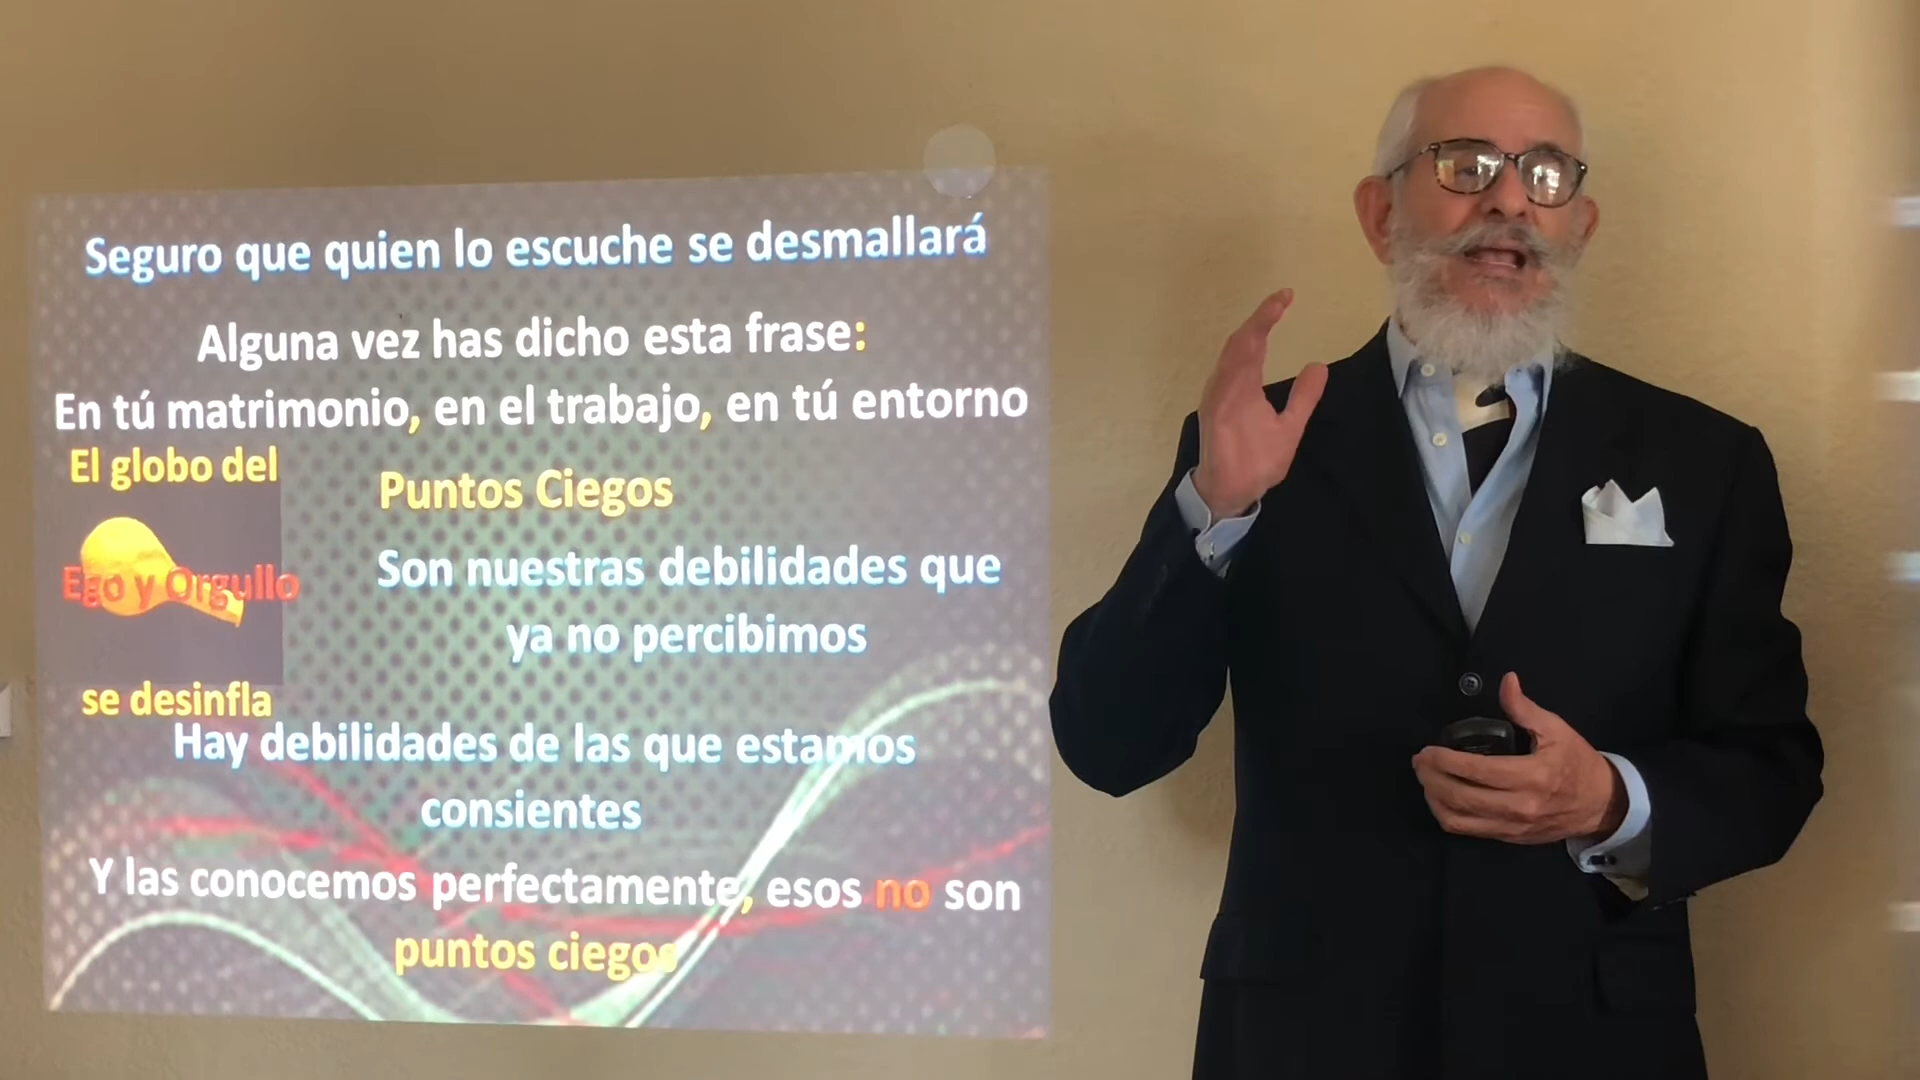 Seguro que quien lo escuche se desmallará
Alguna vez has dicho esta frase:
En tú matrimonio, en el trabajo, en tú entorno
El globo del
Ego y Orgullo
se desinfla
Puntos Ciegos
Son nuestras debilidades que
ya no percibimos
Hay debilidades de las que estamos
consientes
Y las conocemos perfectamente, esos no son
puntos ciegos